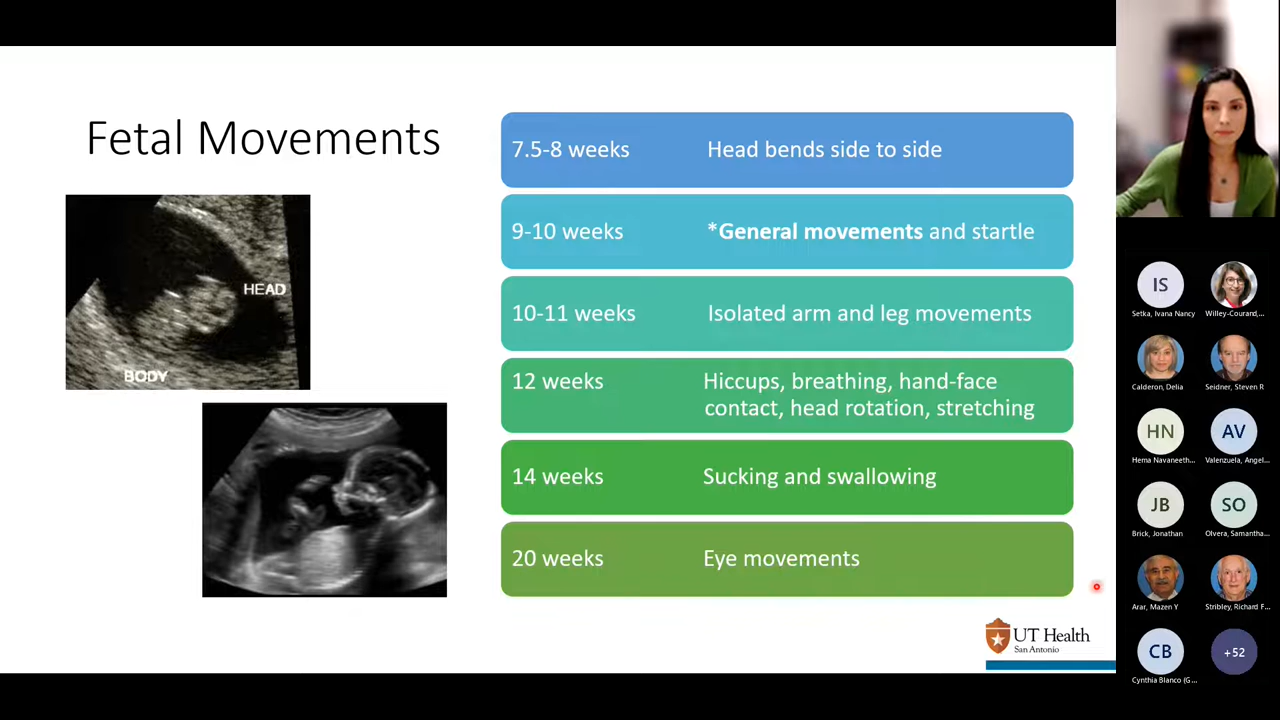 Fetal Movements
HEAD
BODY
7.5-8 weeks Head bends side to side
9-10 weeks *General movements and startle
10-11 weeks Isolated arm and leg movements
12 weeks Hiccups, breathing, hand-face
contact, head rotation, stretching
14 weeks Sucking and swallowing
20 weeks Eye movements
UT Health
San Antonio
IS
Setka, Ivana Nancy
Willey-Courand,...
Calderon, Delia
Seidner, Steven R
HN
Hema Navaneeth...
AV
Valenzuela, Angel...
JB
Brick, Jonathan
SO
Olvera, Samantha...
Arar, Mazen Y
Stribley, Richard F...
CB
Cynthia Blanco (G...
+52